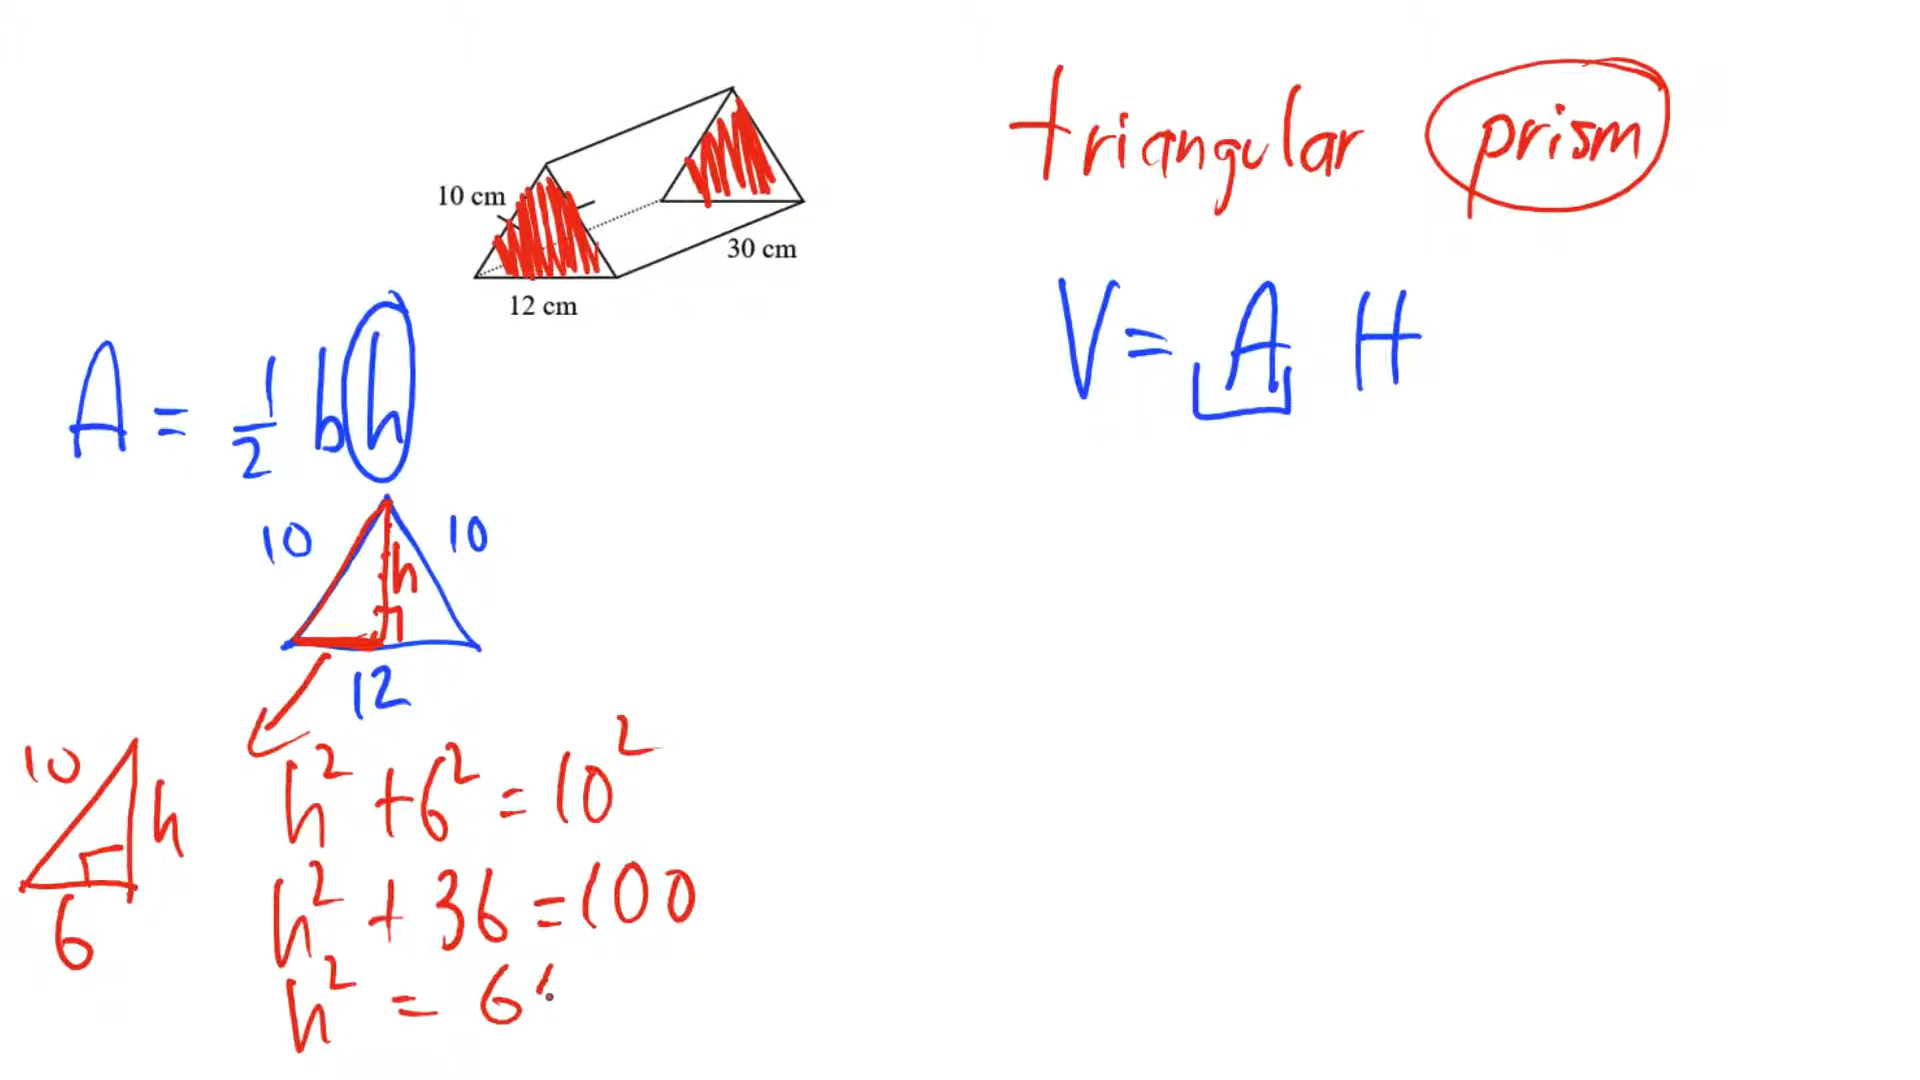 triangular prism
10 cm
30 cm
12 cm
V = A H
A = 1/2 bh
10 10
h
12
10 h
6
h² + 6² = 10²
h² + 36 = 100
h² = 6